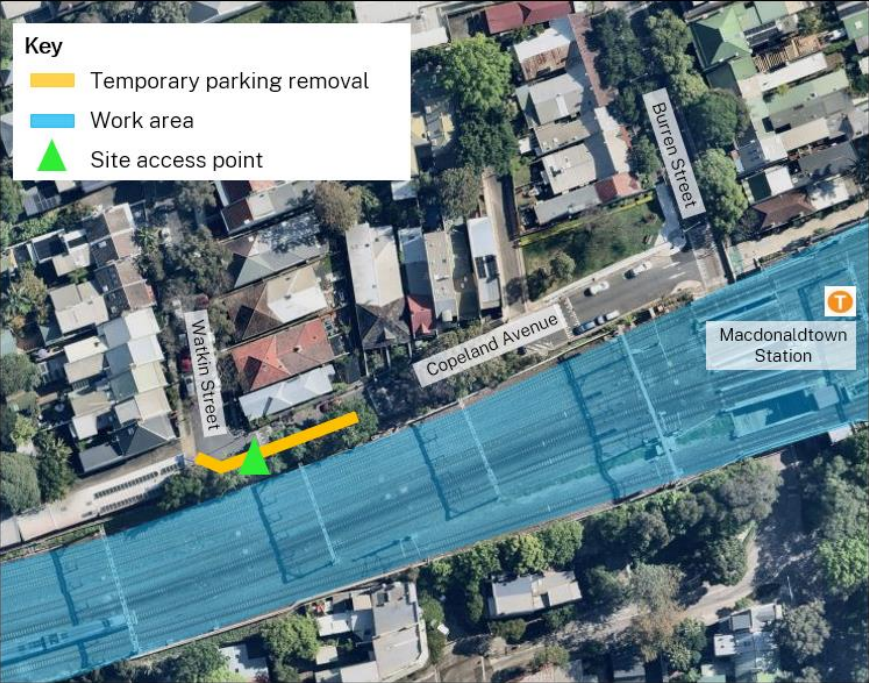 Key
Temporary parking removal
Work area
Site access point
Burren Street
Watkin Street
Copeland Avenue
T
Macdonaldtown
Station